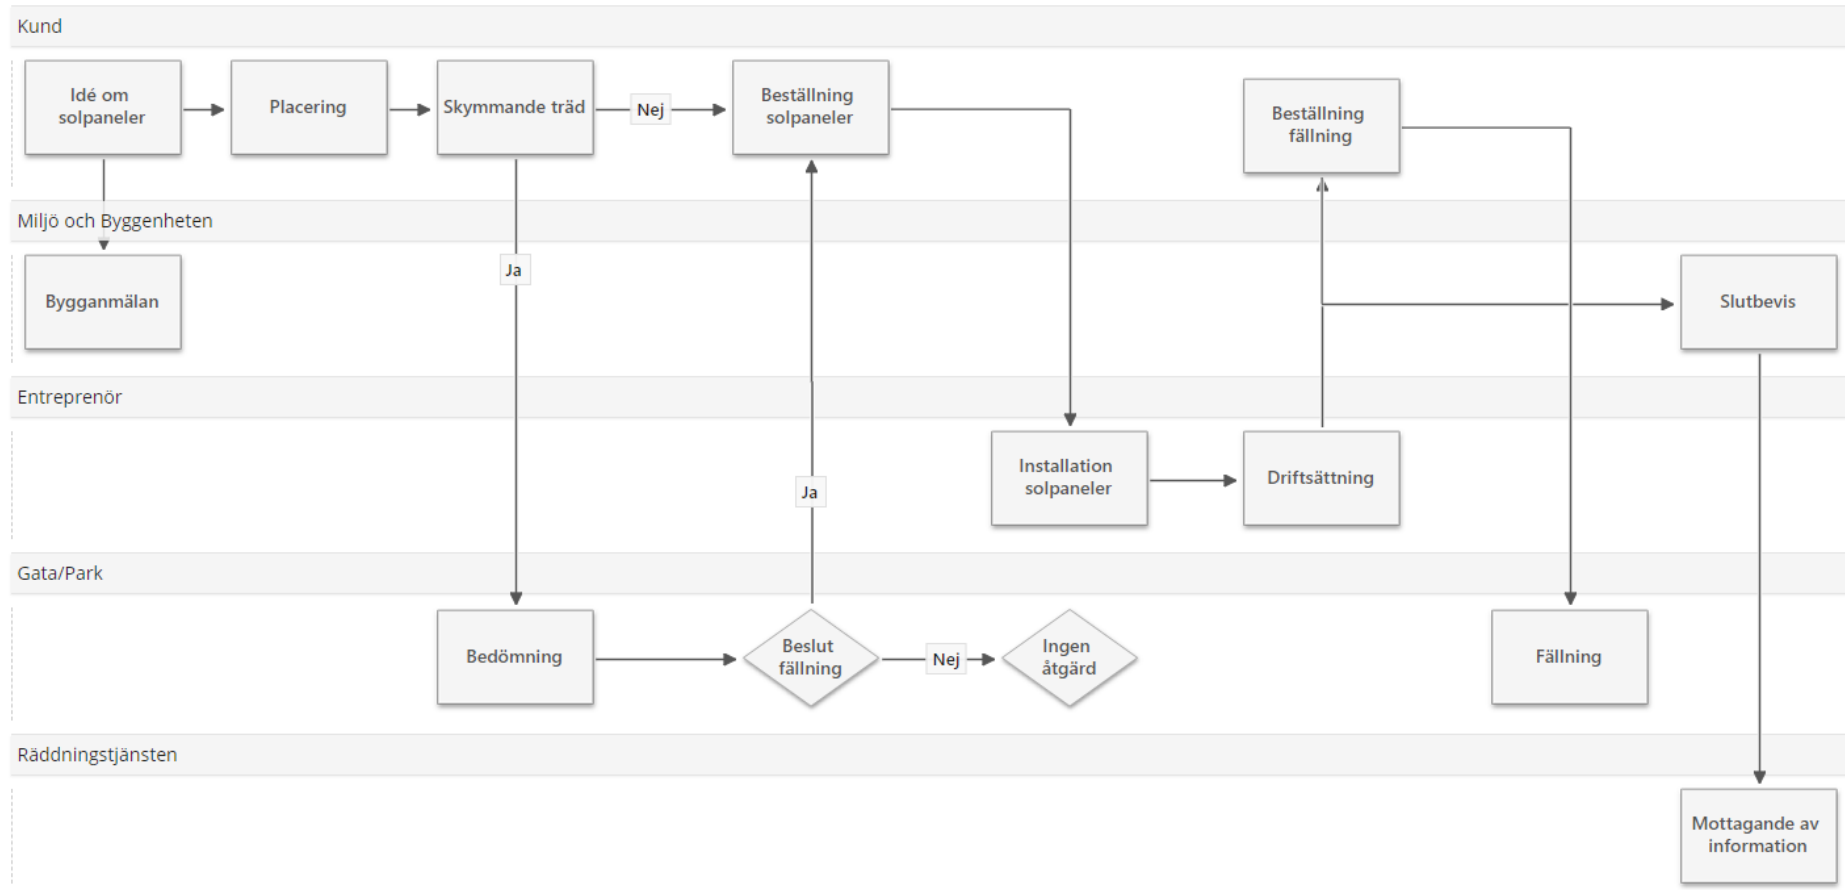 Kund
Idé om
solpaneler
Placering
Skymmande träd
Nej
Beställning
solpaneler
Beställning
fällning
Miljö och Byggenheten
Ja
Bygganmälan
Slutbevis
Entreprenör
Installation
solpaneler
Driftsättning
Ja
Gata/Park
Bedömning
Beslut
fällning
Nej
Ingen
åtgärd
Fällning
Räddningstjänsten
Mottagande av
information